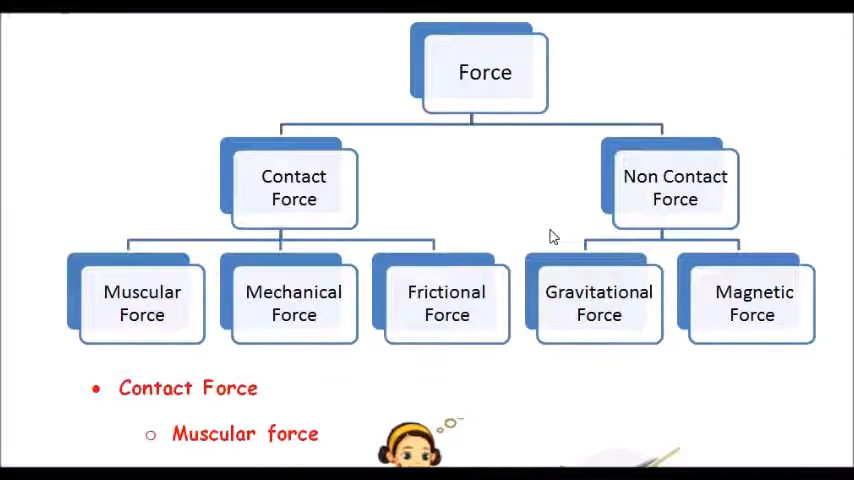 Force
Contact
Force
Non Contact
Force
Muscular
Force
Mechanical
Force
Frictional
Force
Gravitational
Force
Magnetic
Force
• Contact Force
○ Muscular force